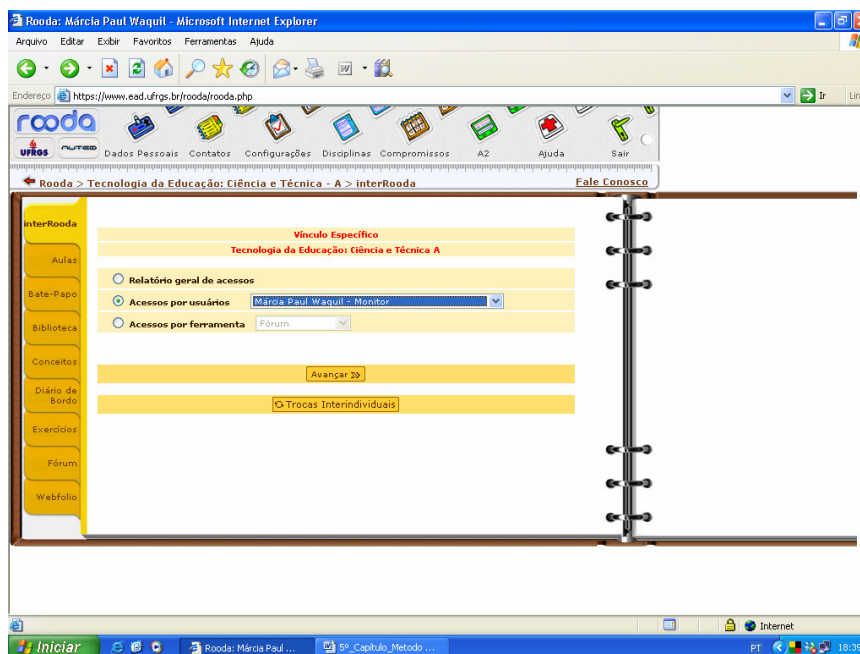 Rooda: Márcia Paul Waquil - Microsoft Internet Explorer
Arquivo Editar Exibir Favoritos Ferramentas Ajuda
Endereço https://www.ead.ufrgs.br/rooda/rooda.php Ir Lin
rooda
UFRGS NUTED
Dados Pessoais Contatos Configurações Disciplinas Compromissos A2 Ajuda Sair
Rooda > Tecnologia da Educação: Ciência e Técnica - A > interRooda Fale Conosco
interRooda
Aulas
Bate-Papo
Biblioteca
Conceitos
Diário de
Bordo
Exercícios
Fórum
Webfolio
Vínculo Específico
Tecnologia da Educação: Ciência e Técnica A
Relatório geral de acessos
Acessos por usuários Márcia Paul Waquil - Monitor
Acessos por ferramenta Fórum
Avançar
Trocas Interindividuais
Internet
Iniciar Rooda: Márcia Paul ... 5º_Capítulo_Metodo ... PT 18:39